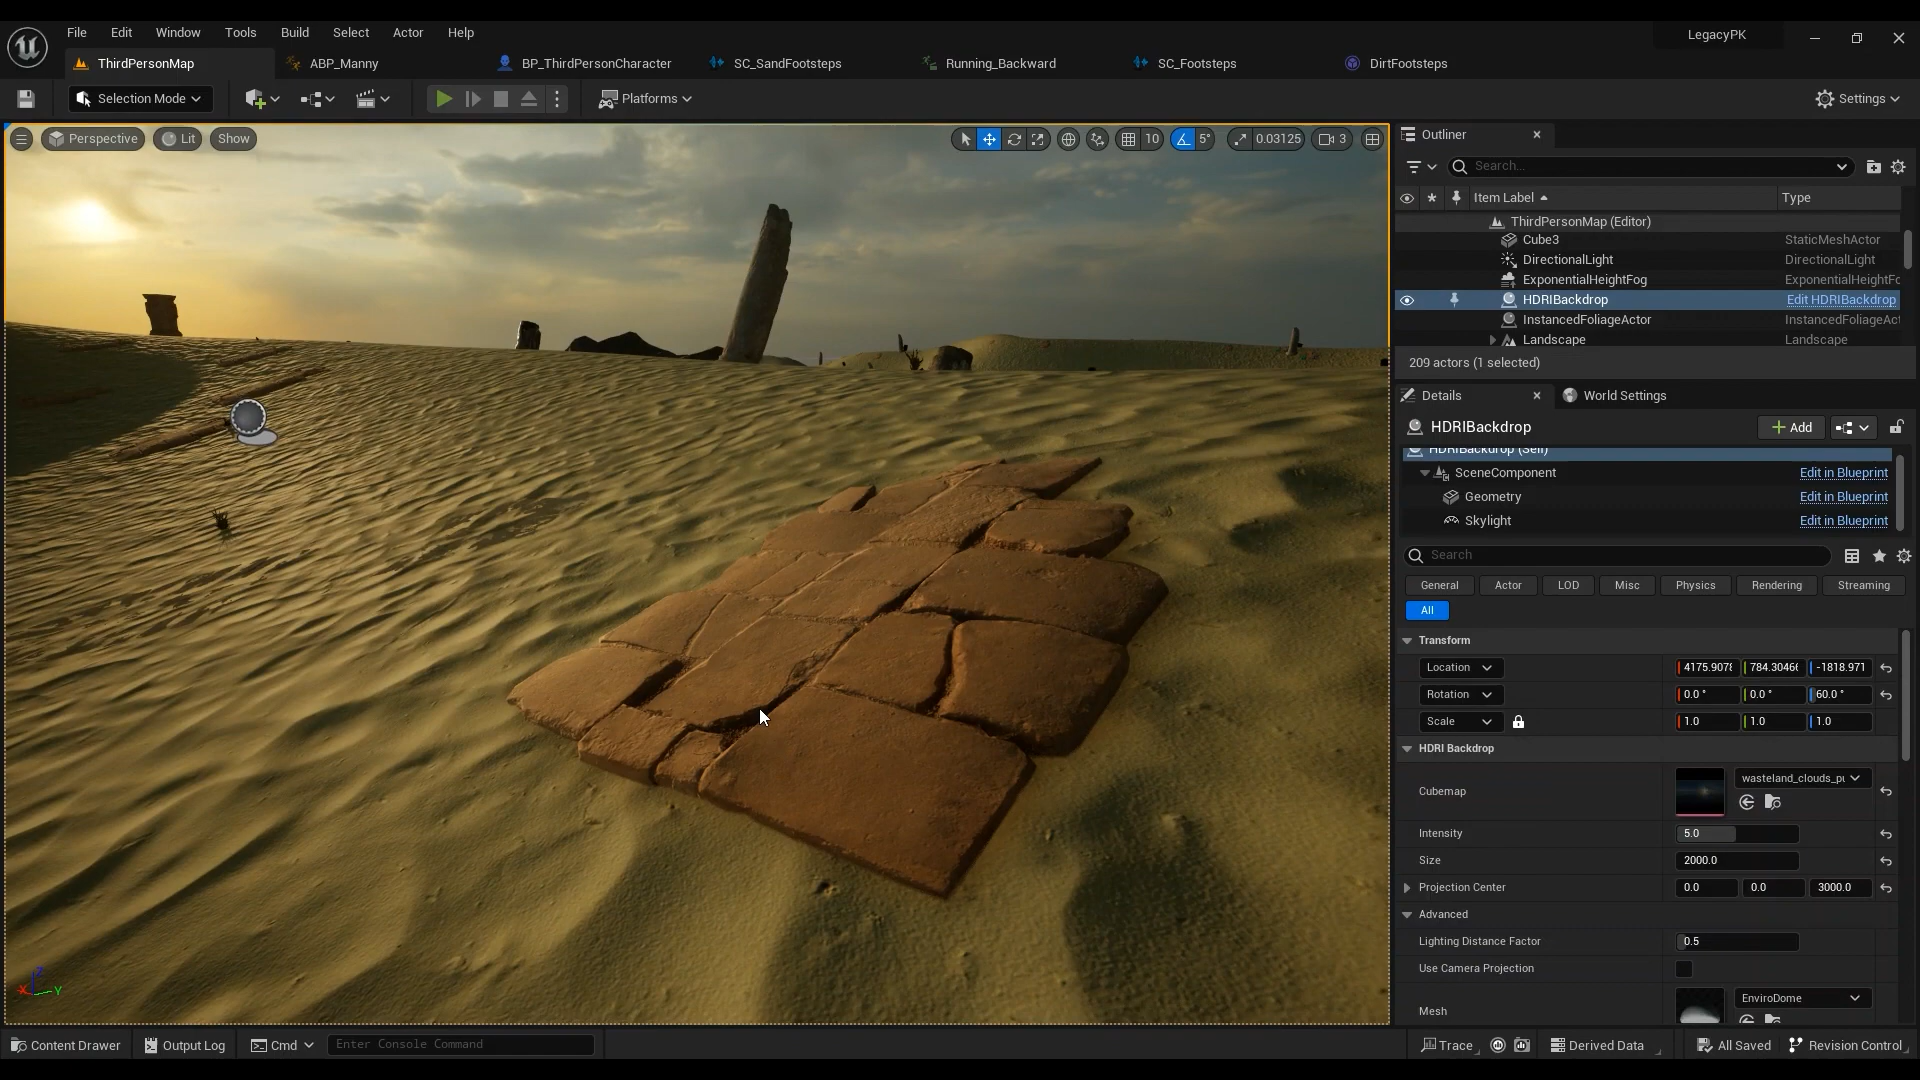 File Edit Window Tools Build Select Actor Help
LegacyPK
ThirdPersonMap ABP_Manny BP_ThirdPersonCharacter SC_SandFootsteps Running_Backward SC_Footsteps DirtFootsteps
Selection Mode Platforms Settings
Perspective Lit Show 10 5° 0.03125 3
Outliner
Search...
Item Label Type
ThirdPersonMap (Editor)
Cube3 StaticMeshActor
DirectionalLight DirectionalLight
ExponentialHeightFog ExponentialHeightFc
HDRIBackdrop Edit HDRIBackdrop
InstancedFoliageActor InstancedFoliageAct
Landscape Landscape
209 actors (1 selected)
Details World Settings
HDRIBackdrop Add
HDRIBackdrop (Self)
SceneComponent Edit in Blueprint
Geometry Edit in Blueprint
Skylight Edit in Blueprint
Search
General Actor LOD Misc Physics Rendering Streaming
All
Transform
Location 4175.9078 784.30466 -1818.971
Rotation 0.0 ° 0.0 ° 60.0 °
Scale 1.0 1.0 1.0
HDRI Backdrop
Cubemap wasteland_clouds_pu
Intensity 5.0
Size 2000.0
Projection Center 0.0 0.0 3000.0
Advanced
Lighting Distance Factor 0.5
Use Camera Projection
Mesh EnviroDome
X Y Z
Content Drawer Output Log Cmd Enter Console Command Trace Derived Data All Saved Revision Control